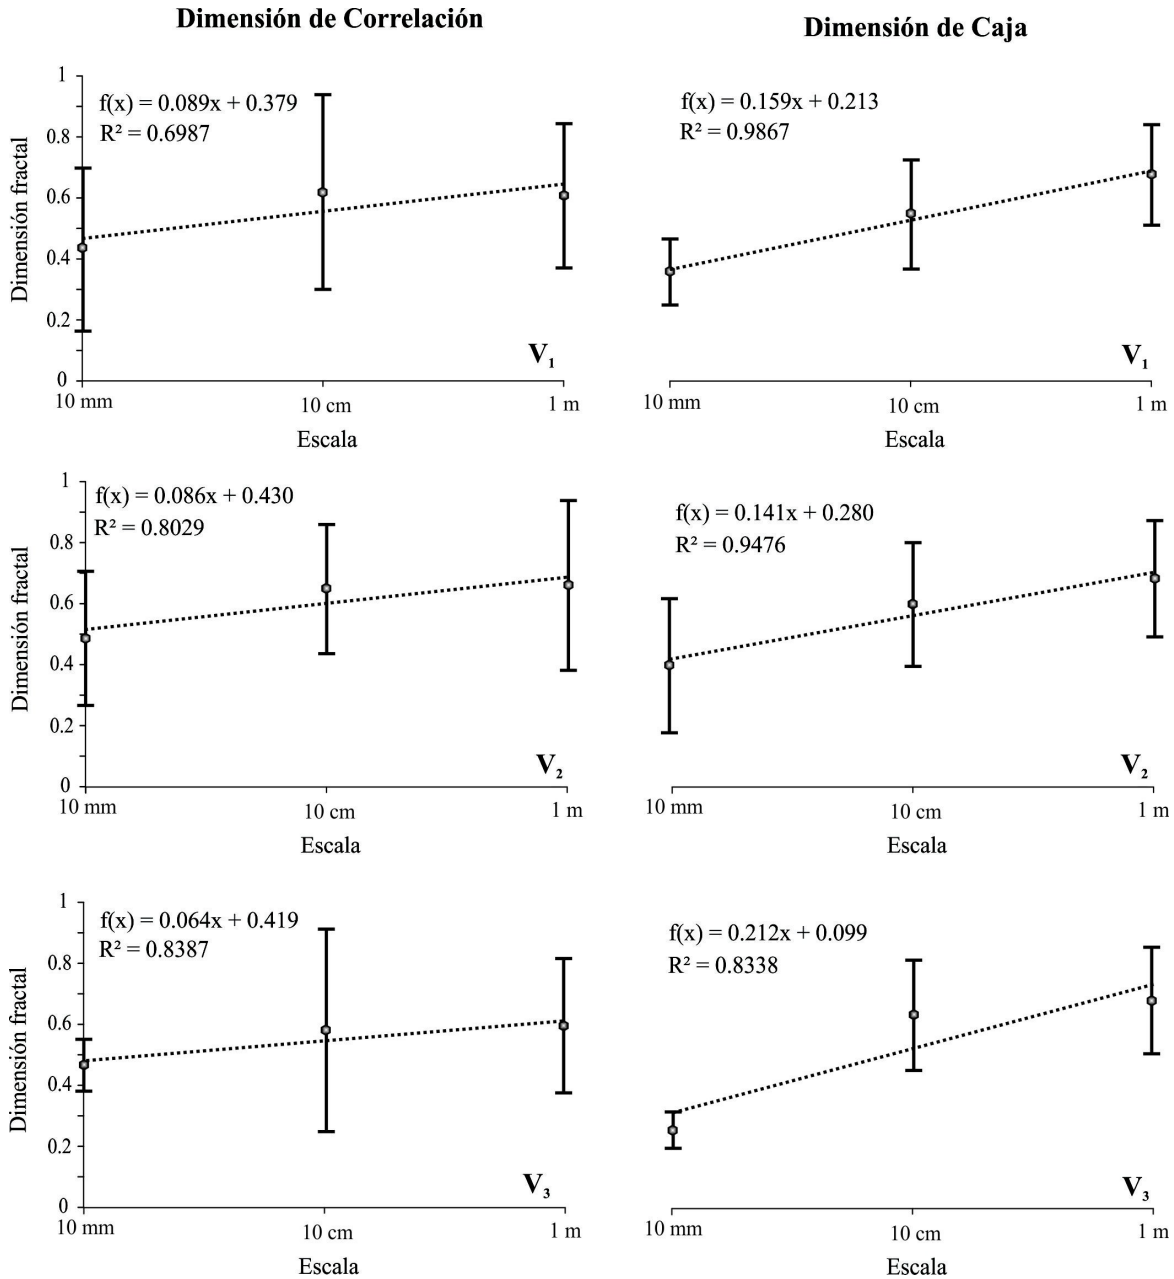 Dimensión de Correlación
Dimensión de Caja
f(x) = 0.089x + 0.379
R² = 0.6987
Dimensión fractal
1
0.8
0.6
0.4
0.2
0
V₁
10 mm
10 cm
1 m
Escala
f(x) = 0.159x + 0.213
R² = 0.9867
V₁
10 mm
10 cm
1 m
Escala
f(x) = 0.086x + 0.430
R² = 0.8029
Dimensión fractal
1
0.8
0.6
0.4
0.2
0
V₂
10 mm
10 cm
1 m
Escala
f(x) = 0.141x + 0.280
R² = 0.9476
V₂
10 mm
10 cm
1 m
Escala
f(x) = 0.064x + 0.419
R² = 0.8387
Dimensión fractal
1
0.8
0.6
0.4
0.2
0
V₃
10 mm
10 cm
1 m
Escala
f(x) = 0.212x + 0.099
R² = 0.8338
V₃
10 mm
10 cm
1 m
Escala